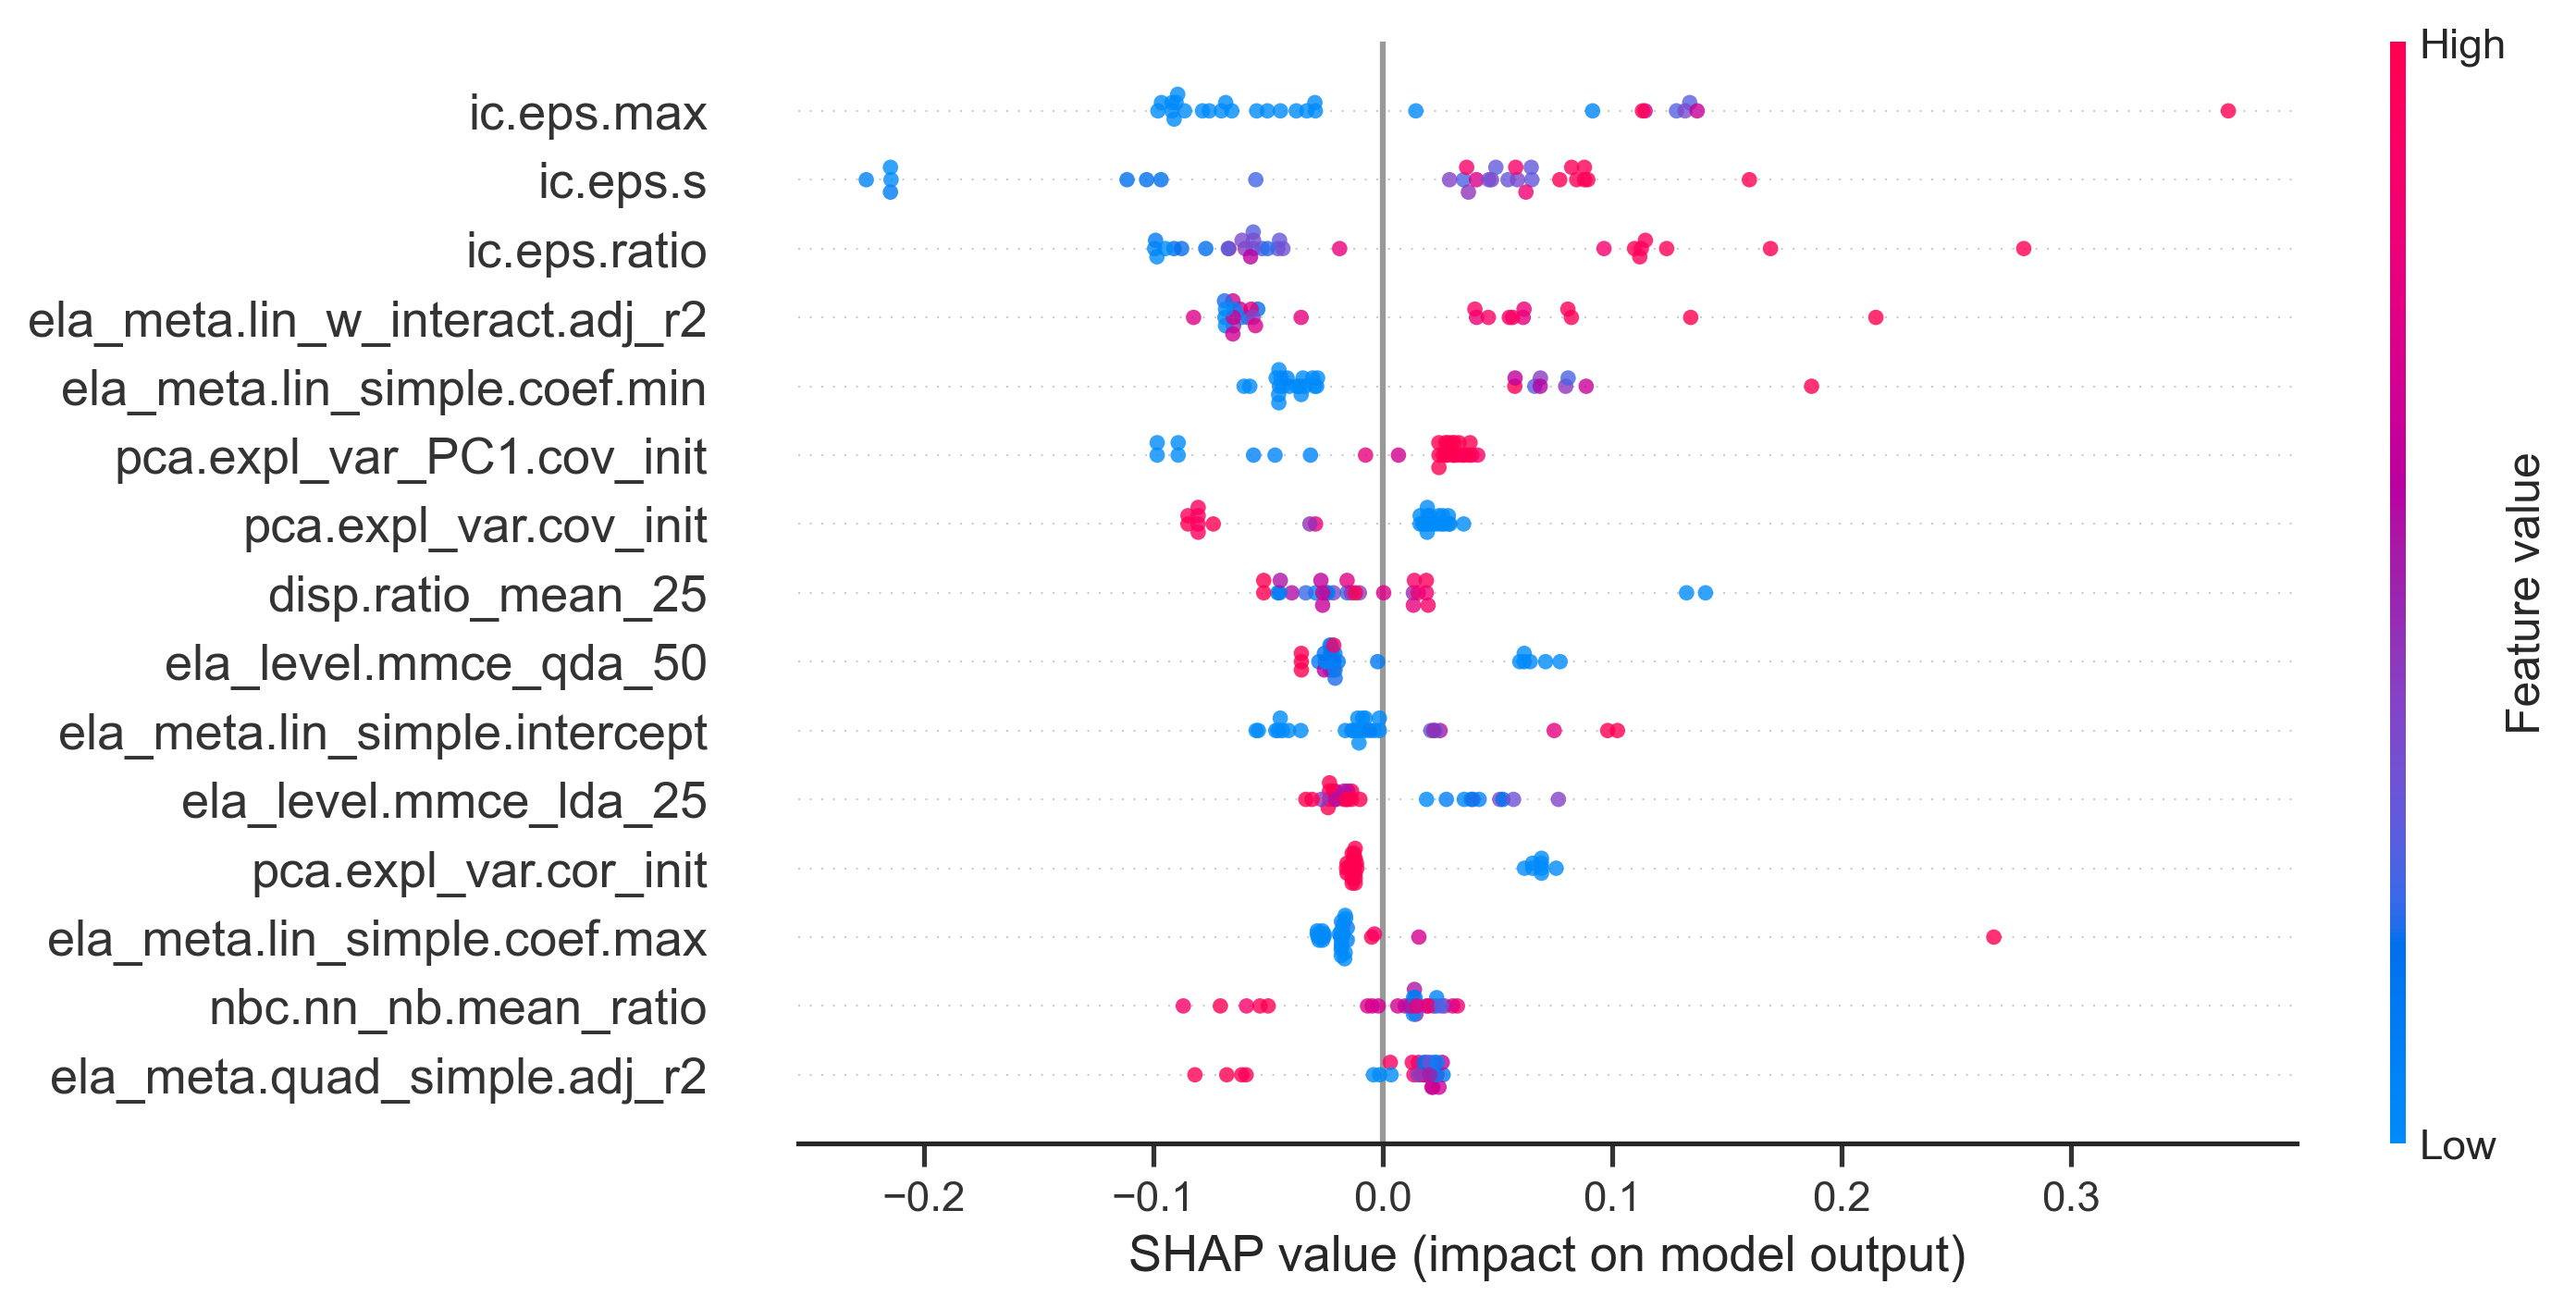 High
ic.eps.max
ic.eps.s
ic.eps.ratio
ela_meta.lin_w_interact.adj_r2
ela_meta.lin_simple.coef.min
pca.expl_var_PC1.cov_init
pca.expl_var.cov_init
disp.ratio_mean_25
ela_level.mmce_qda_50
ela_meta.lin_simple.intercept
ela_level.mmce_lda_25
pca.expl_var.cor_init
ela_meta.lin_simple.coef.max
nbc.nn_nb.mean_ratio
ela_meta.quad_simple.adj_r2
Feature value
Low
−0.2 −0.1 0.0 0.1 0.2 0.3
SHAP value (impact on model output)